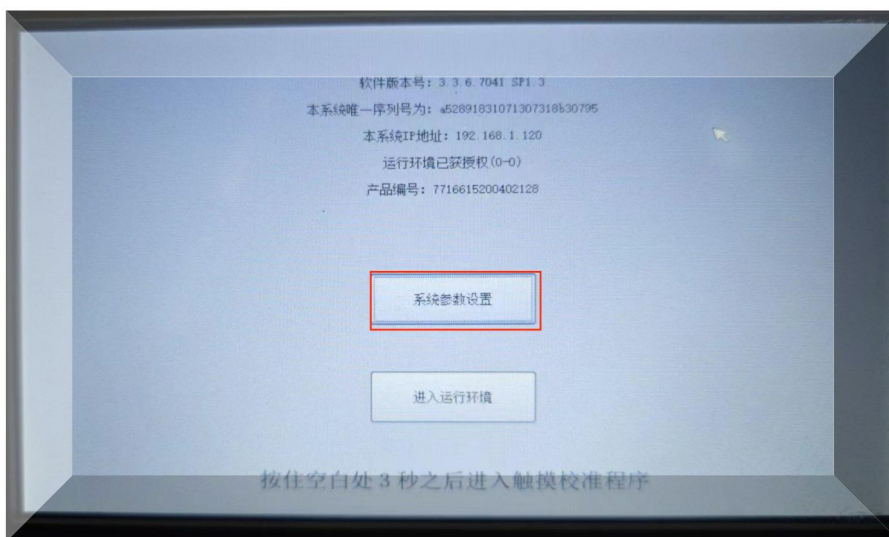 软件版本号: 3.3.6.7041 SP1.3
本系统唯一序列号为: a52891831071307318b30795
本系统IP地址: 192.168.1.120
运行环境已获授权(0-0)
产品编号: 7716615200402128
系统参数设置
进入运行环境
按住空白处3秒之后进入触摸校准程序